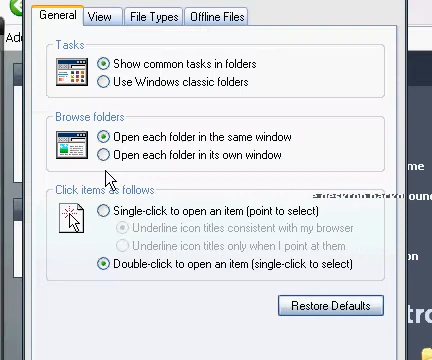 General
View
File Types
Offline Files
Tasks
Show common tasks in folders
Use Windows classic folders
Browse folders
Open each folder in the same window
Open each folder in its own window
Click items as follows
Single-click to open an item (point to select)
Underline icon titles consistent with my browser
Underline icon titles only when I point at them
Double-click to open an item (single-click to select)
Restore Defaults